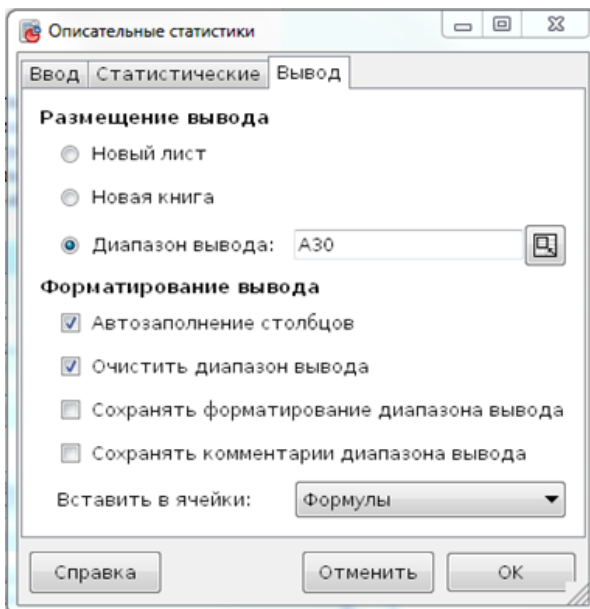 Описательные статистики
Ввод Статистические Вывод
Размещение вывода
Новый лист
Новая книга
Диапазон вывода: A30
Форматирование вывода
Автозаполнение столбцов
Очистить диапазон вывода
Сохранять форматирование диапазона вывода
Сохранять комментарии диапазона вывода
Вставить в ячейки: Формулы
Справка Отменить OK